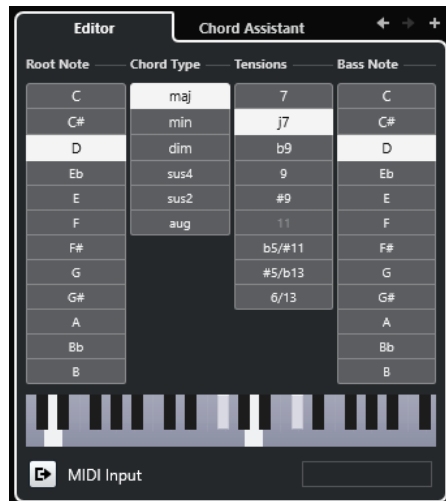 Editor Chord Assistant
Root Note Chord Type Tensions Bass Note
C maj 7 C
C# min j7 C#
D dim b9 D
Eb sus4 9 Eb
E sus2 #9 E
F aug 11 F
F# b5/#11 F#
G #5/b13 G
G# 6/13 G#
A A
Bb Bb
B B
MIDI Input